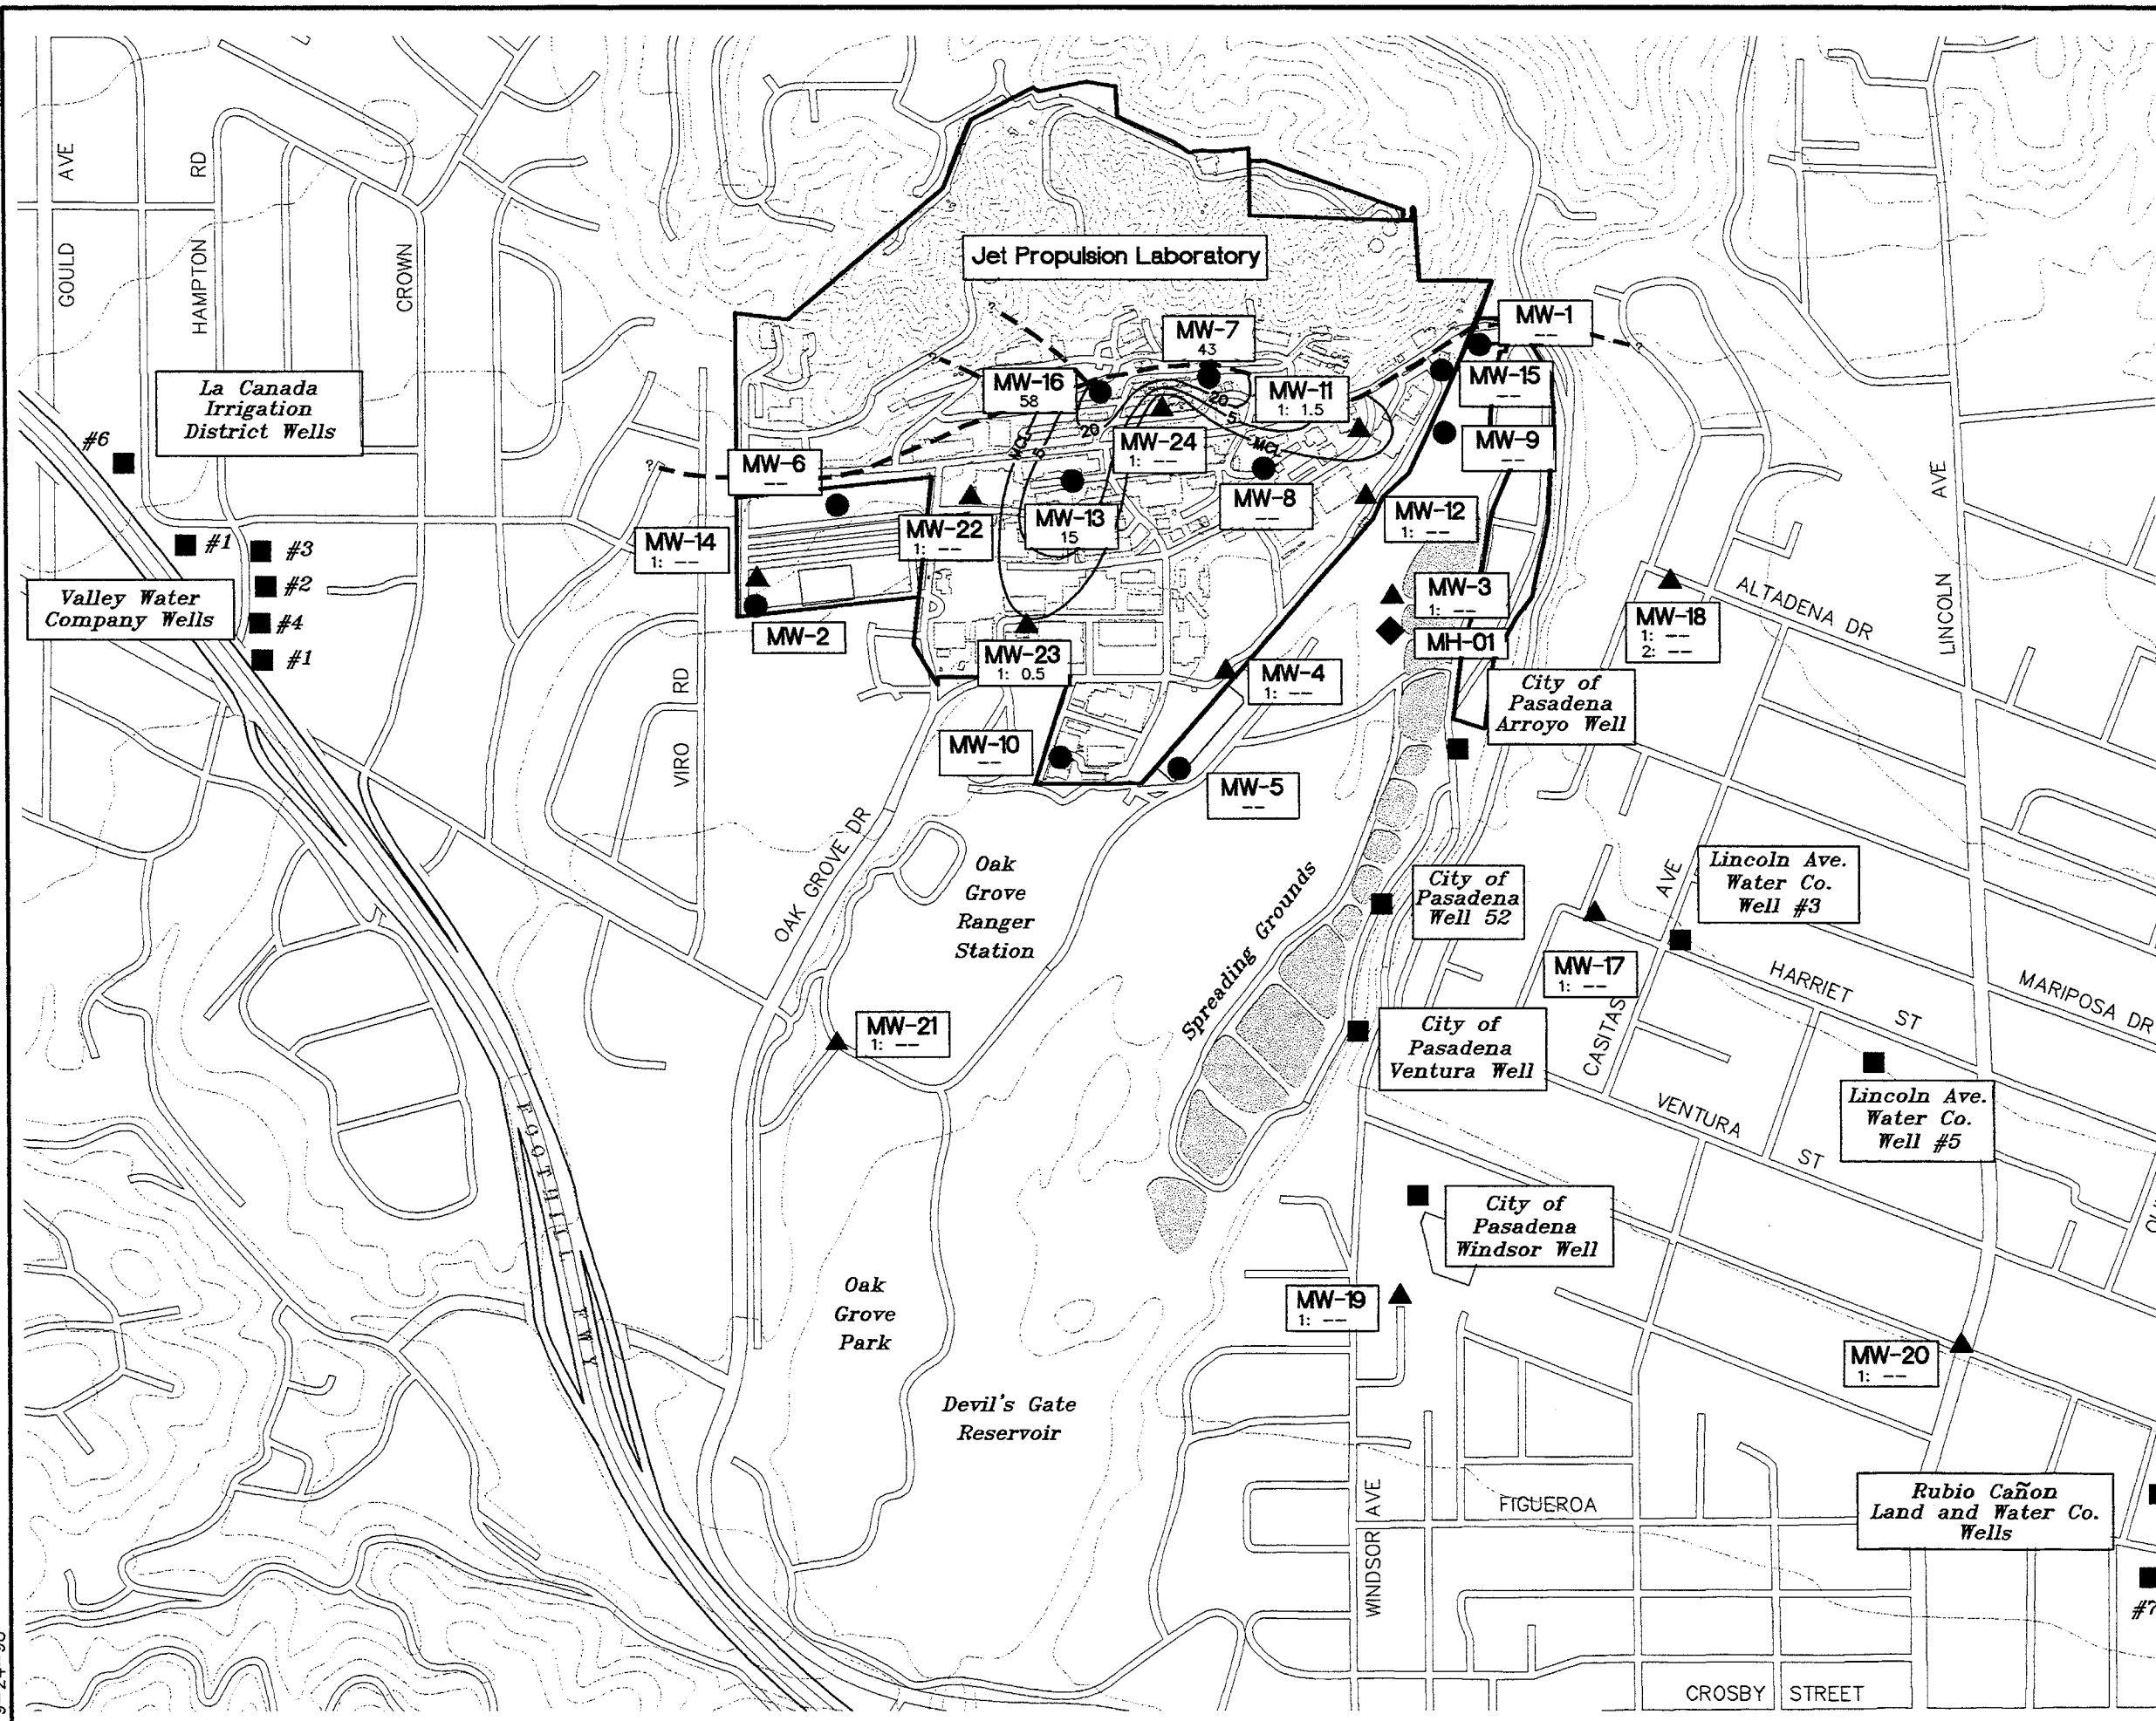 Jet Propulsion Laboratory
GOULD
AVE
HAMPTON
RD
CROWN
La Canada
Irrigation
District Wells
#6
#1
#3
#2
#4
#1
Valley Water
Company Wells
MW-1
--
MW-7
43
MW-16
58
MW-11
1: 1.5
MW-15
--
MW-24
1: --
MW-9
--
MW-6
--
MW-8
--
MW-13
15
MW-12
1: --
MW-22
1: --
MW-14
1: --
MW-3
1: --
MH-01
MW-2
MW-23
1: 0.5
MW-4
1: --
MW-18
1: --
2: --
MW-10
--
MW-5
--
MCL
5
20
20
5
MCL
?
?
?
?
City of
Pasadena
Arroyo Well
ALTADENA DR
LINCOLN
AVE
VIRO
RD
OAK GROVE DR
Oak
Grove
Ranger
Station
Spreading Grounds
City of
Pasadena
Well 52
Lincoln Ave.
Water Co.
Well #3
MW-17
1: --
CASITAS
AVE
HARRIET
ST
MARIPOSA DR
MW-21
1: --
City of
Pasadena
Ventura Well
VENTURA
ST
Lincoln Ave.
Water Co.
Well #5
FOOTHILL FWY
City of
Pasadena
Windsor Well
MW-19
1: --
MW-20
1: --
Oak
Grove
Park
Devil's Gate
Reservoir
WINDSOR AVE
FIGUEROA
Rubio Cañon
Land and Water Co.
Wells
#7
CROSBY STREET